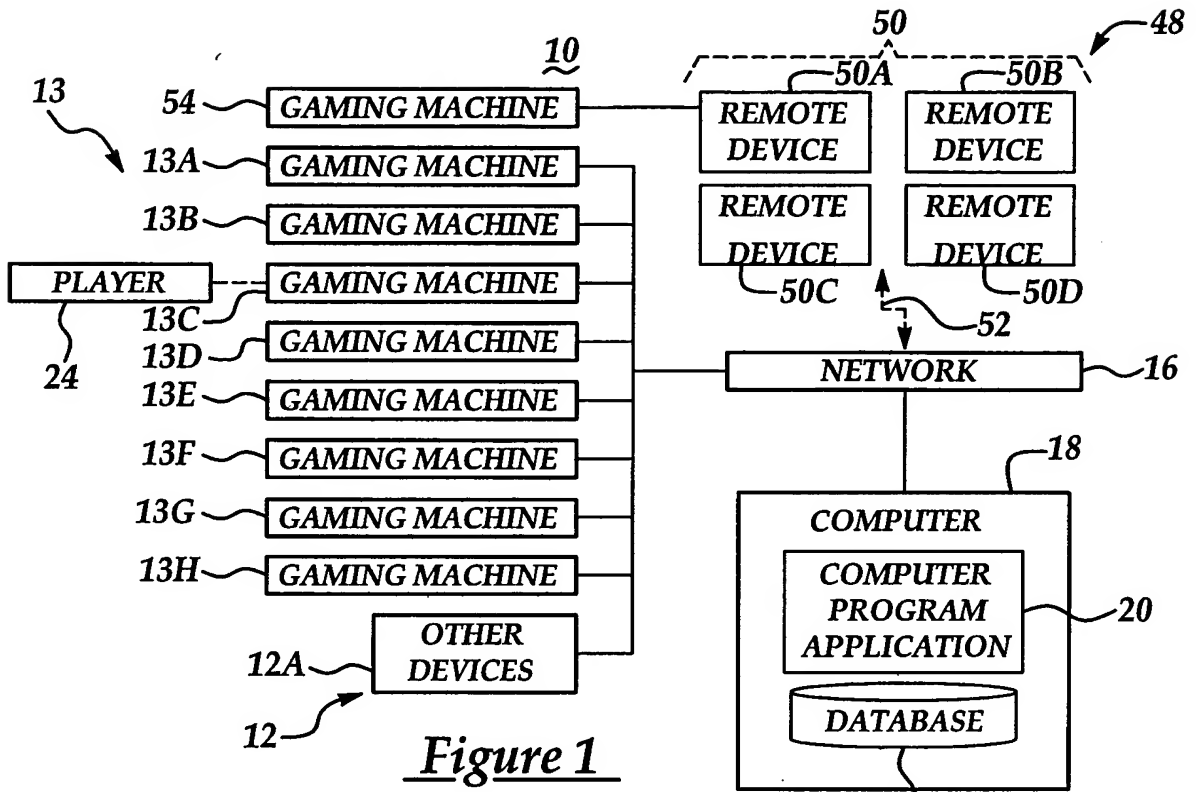 10
50
48
13
54
GAMING MACHINE
50A
REMOTE
DEVICE
50B
REMOTE
DEVICE
13A
GAMING MACHINE
13B
GAMING MACHINE
REMOTE
DEVICE
50C
REMOTE
DEVICE
50D
PLAYER
24
13C
GAMING MACHINE
52
13D
GAMING MACHINE
NETWORK
16
13E
GAMING MACHINE
13F
GAMING MACHINE
18
13G
GAMING MACHINE
COMPUTER
13H
GAMING MACHINE
COMPUTER
PROGRAM
APPLICATION
20
12A
OTHER
DEVICES
12
DATABASE
Figure 1